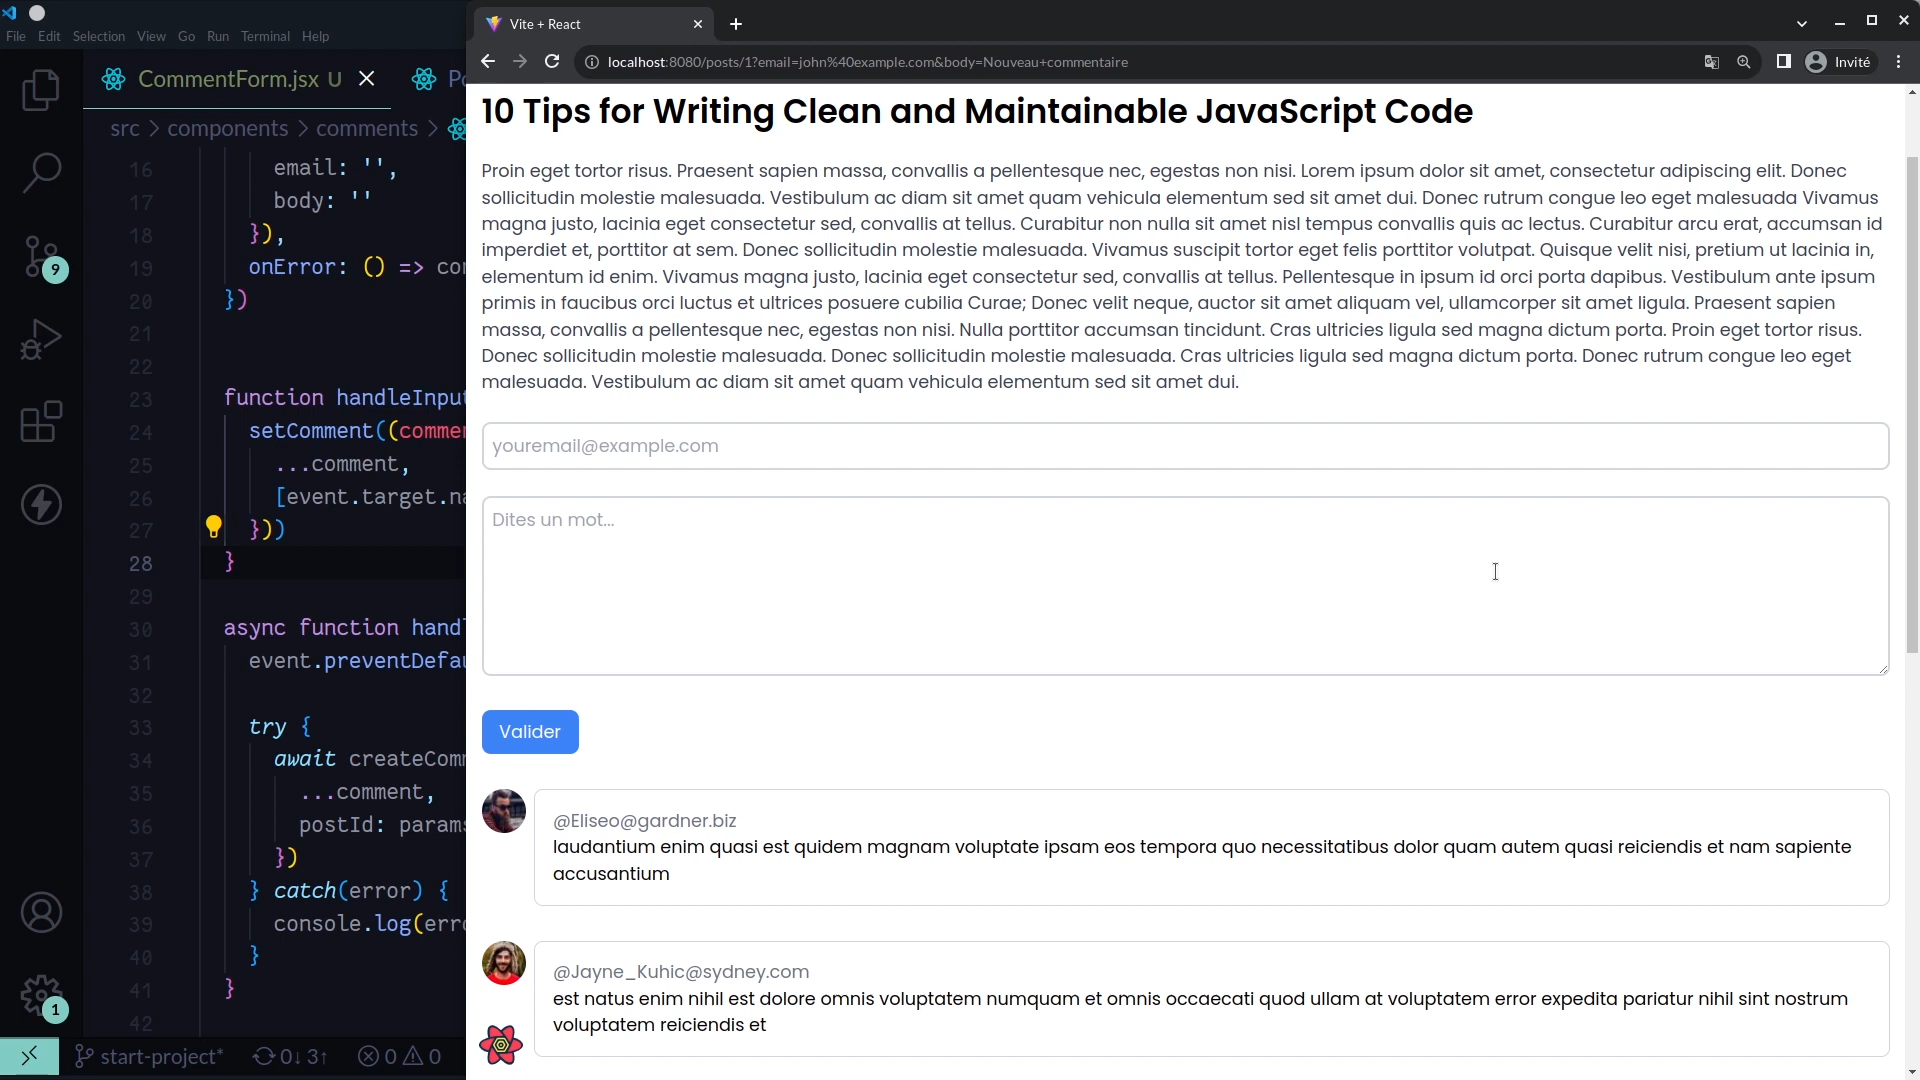 File Edit Selection View Go Run Terminal Help
CommentForm.jsx U
src > components > comments >
16 email: '',
17 body: ''
18 }),
19 onError: () =>
20 })
21
22
23 function
24 setComment((
25 ...comment,
26 [event.target.
27 }))
28 }
29
30 async function
31 event.
32
33 try {
34 await
35 ...comment,
36 postId:
37 })
38 } catch(error) {
39 console.log(
40 }
41 }
42
9
1
start-project* 0↓ 3↑ 0 0
Vite + React
localhost:8080/posts/1?email=john%40example.com&body=Nouveau+commentaire
Invité
10 Tips for Writing Clean and Maintainable JavaScript Code
Proin eget tortor risus. Praesent sapien massa, convallis a pellentesque nec, egestas non nisi. Lorem ipsum dolor sit amet, consectetur adipiscing elit. Donec
sollicitudin molestie malesuada. Vestibulum ac diam sit amet quam vehicula elementum sed sit amet dui. Donec rutrum congue leo eget malesuada Vivamus
magna justo, lacinia eget consectetur sed, convallis at tellus. Curabitur non nulla sit amet nisl tempus convallis quis ac lectus. Curabitur arcu erat, accumsan id
imperdiet et, porttitor at sem. Donec sollicitudin molestie malesuada. Vivamus suscipit tortor eget felis porttitor volutpat. Quisque velit nisi, pretium ut lacinia in,
elementum id enim. Vivamus magna justo, lacinia eget consectetur sed, convallis at tellus. Pellentesque in ipsum id orci porta dapibus. Vestibulum ante ipsum
primis in faucibus orci luctus et ultrices posuere cubilia Curae; Donec velit neque, auctor sit amet aliquam vel, ullamcorper sit amet ligula. Praesent sapien
massa, convallis a pellentesque nec, egestas non nisi. Nulla porttitor accumsan tincidunt. Cras ultricies ligula sed magna dictum porta. Proin eget tortor risus.
Donec sollicitudin molestie malesuada. Donec sollicitudin molestie malesuada. Cras ultricies ligula sed magna dictum porta. Donec rutrum congue leo eget
malesuada. Vestibulum ac diam sit amet quam vehicula elementum sed sit amet dui.
youremail@example.com
Dites un mot...
Valider
@Eliseo@gardner.biz
laudantium enim quasi est quidem magnam voluptate ipsam eos tempora quo necessitatibus dolor quam autem quasi reiciendis et nam sapiente
accusantium
@Jayne_Kuhic@sydney.com
est natus enim nihil est dolore omnis voluptatem numquam et omnis occaecati quod ullam at voluptatem error expedita pariatur nihil sint nostrum
voluptatem reiciendis et